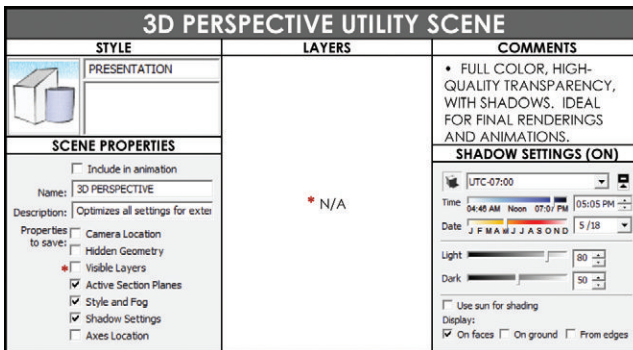 3D PERSPECTIVE UTILITY SCENE
STYLE
PRESENTATION
SCENE PROPERTIES
Include in animation
Name: 3D PERSPECTIVE
Description: Optimizes all settings for exter
Properties to save:
Camera Location
Hidden Geometry
* Visible Layers
Active Section Planes
Style and Fog
Shadow Settings
Axes Location
LAYERS
* N/A
COMMENTS
• FULL COLOR, HIGH-
QUALITY TRANSPARENCY,
WITH SHADOWS. IDEAL
FOR FINAL RENDERINGS
AND ANIMATIONS.
SHADOW SETTINGS (ON)
UTC-07:00
Time 04:46 AM Noon 07:07 PM 05:05 PM
Date J F M A M J J A S O N D 5/18
Light 80
Dark 50
Use sun for shading
Display:
On faces On ground From edges